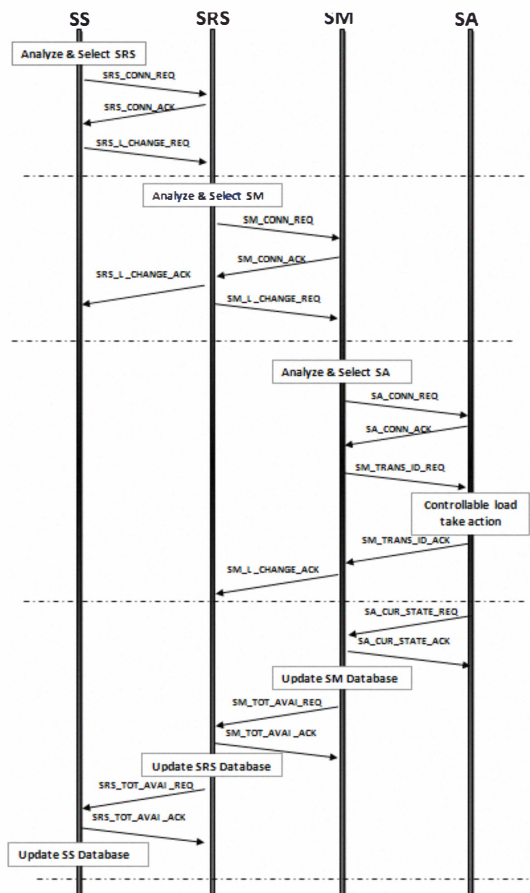 SS SRS SM SA
Analyze & Select SRS
SRS_CONN_REQ
SRS_CONN_ACK
SRS_L_CHANGE_REQ
Analyze & Select SM
SM_CONN_REQ
SM_CONN_ACK
SRS_L_CHANGE_ACK
SM_L_CHANGE_REQ
Analyze & Select SA
SA_CONN_REQ
SA_CONN_ACK
SM_TRANS_ID_REQ
Controllable load
take action
SM_TRANS_ID_ACK
SM_L_CHANGE_ACK
SA_CUR_STATE_REQ
SA_CUR_STATE_ACK
Update SM Database
SM_TOT_AVAI_REQ
SM_TOT_AVAI_ACK
Update SRS Database
SRS_TOT_AVAI_REQ
SRS_TOT_AVAI_ACK
Update SS Database